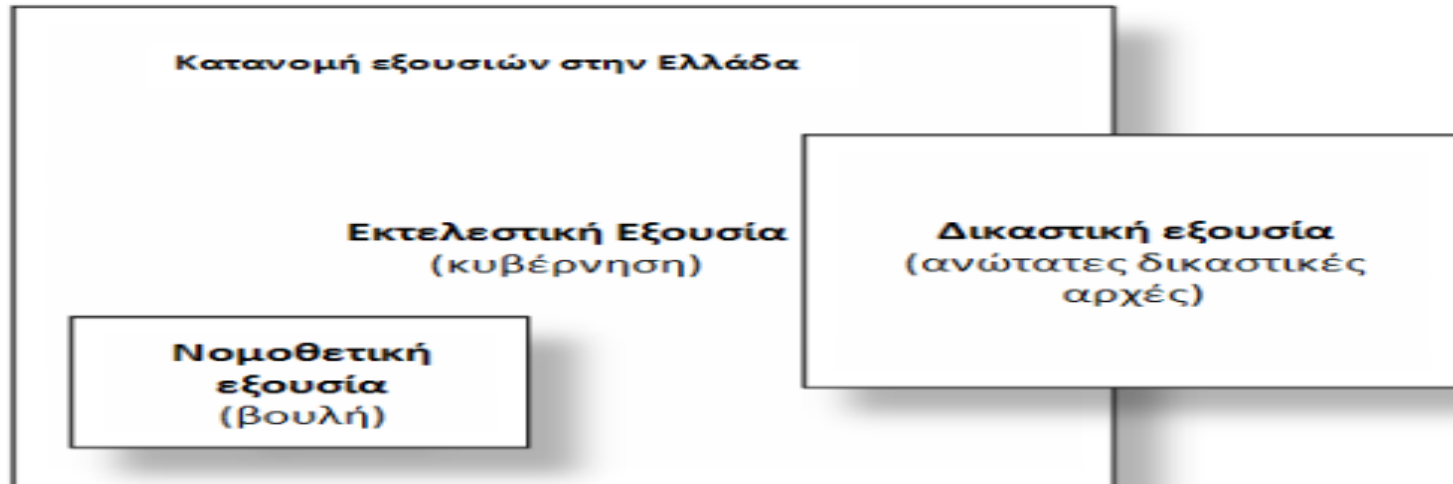 Κατανομή εξουσιών στην Ελλάδα
Εκτελεστική Εξουσία
(κυβέρνηση)
Δικαστική εξουσία
(ανώτατες δικαστικές
αρχές)
Νομοθετική
εξουσία
(βουλή)